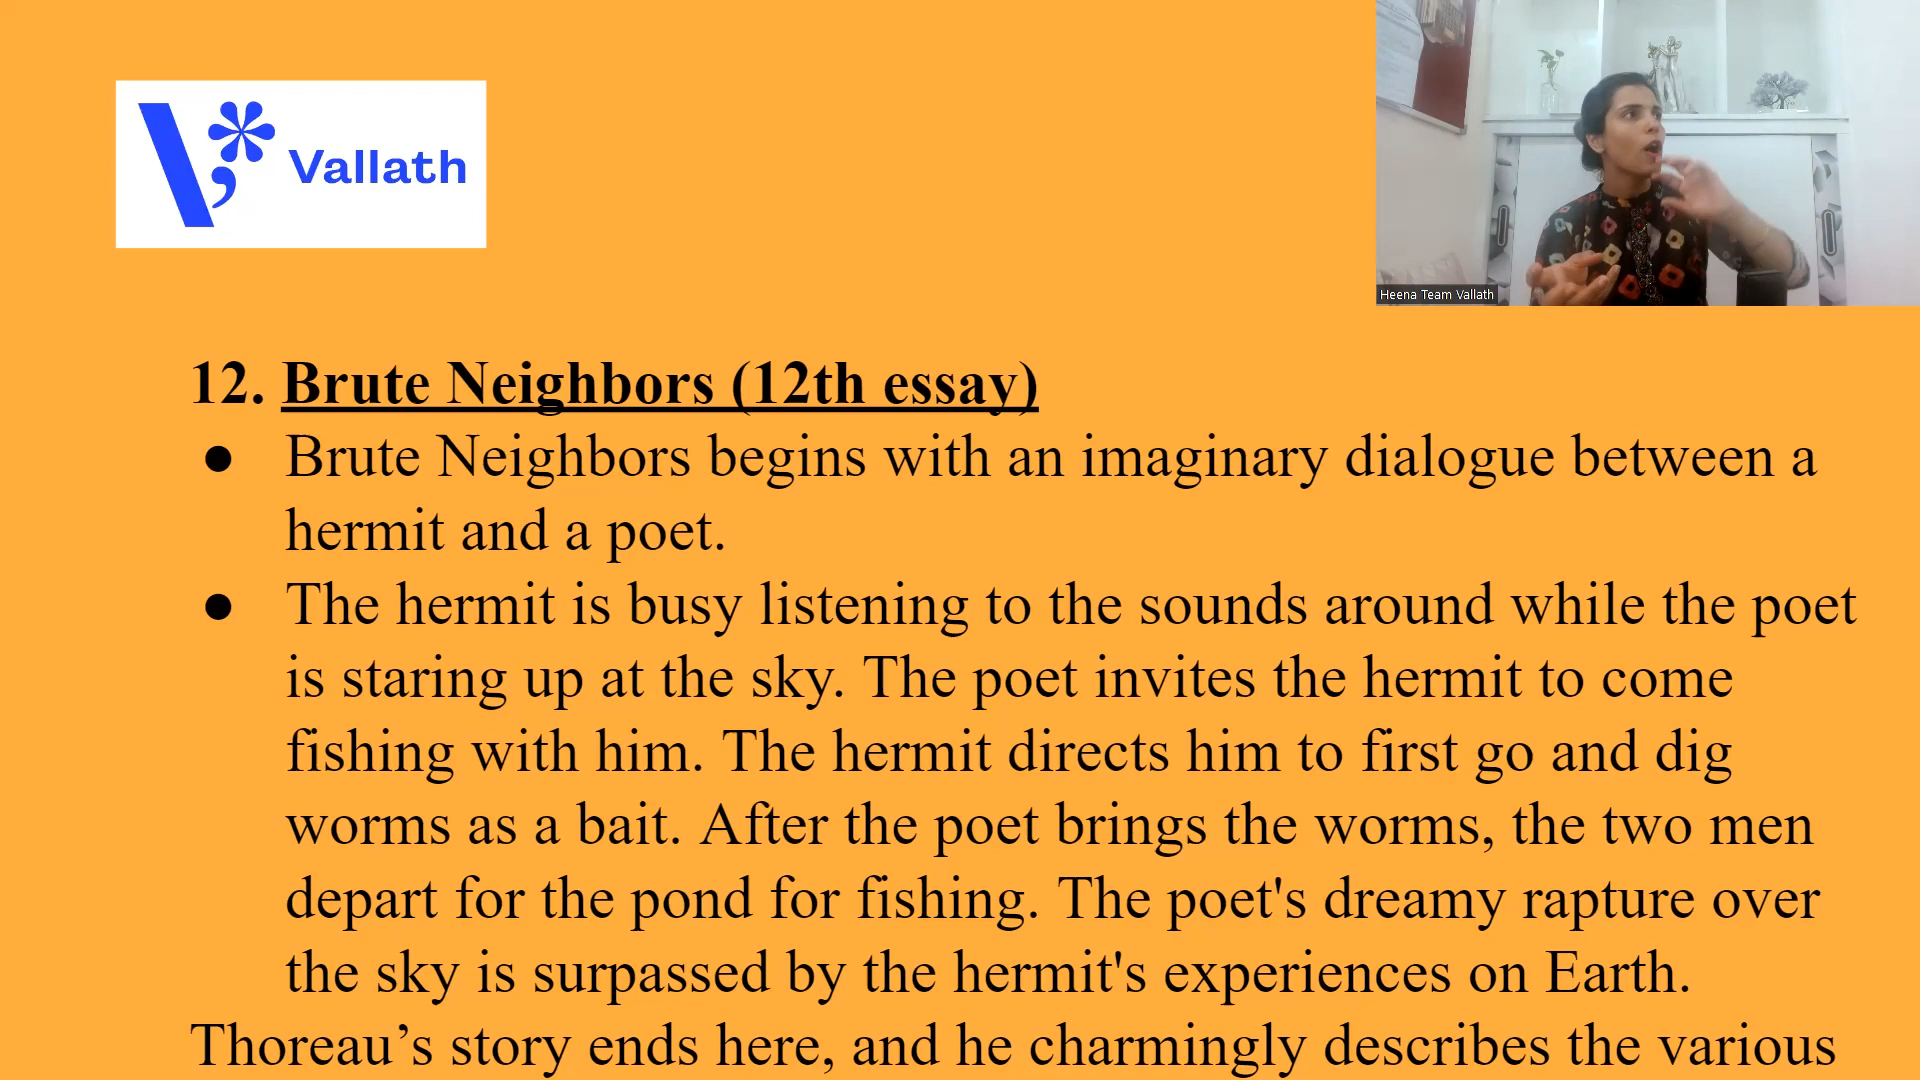 Vallath
Heena Team Vallath
12. Brute Neighbors (12th essay)
● Brute Neighbors begins with an imaginary dialogue between a
hermit and a poet.
● The hermit is busy listening to the sounds around while the poet
is staring up at the sky. The poet invites the hermit to come
fishing with him. The hermit directs him to first go and dig
worms as a bait. After the poet brings the worms, the two men
depart for the pond for fishing. The poet's dreamy rapture over
the sky is surpassed by the hermit's experiences on Earth.
Thoreau’s story ends here, and he charmingly describes the various